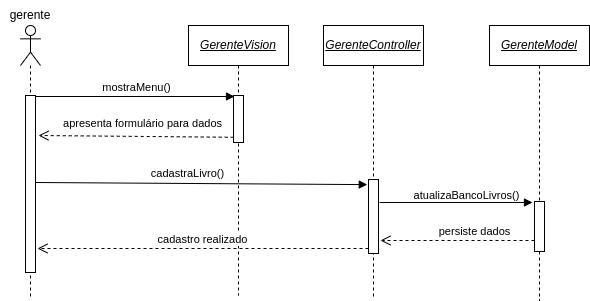 gerente
GerenteVision
GerenteController
GerenteModel
mostraMenu()
apresenta formulário para dados
cadastraLivro()
atualizaBancoLivros()
persiste dados
cadastro realizado